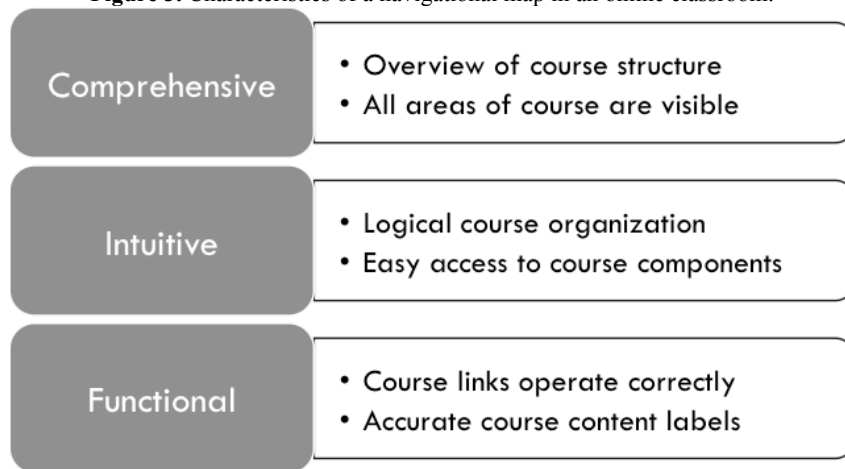 Figure Characteristics of a navigational map in an online classroom.
Comprehensive
• Overview of course structure
• All areas of course are visible
Intuitive
• Logical course organization
• Easy access to course components
Functional
• Course links operate correctly
• Accurate course content labels